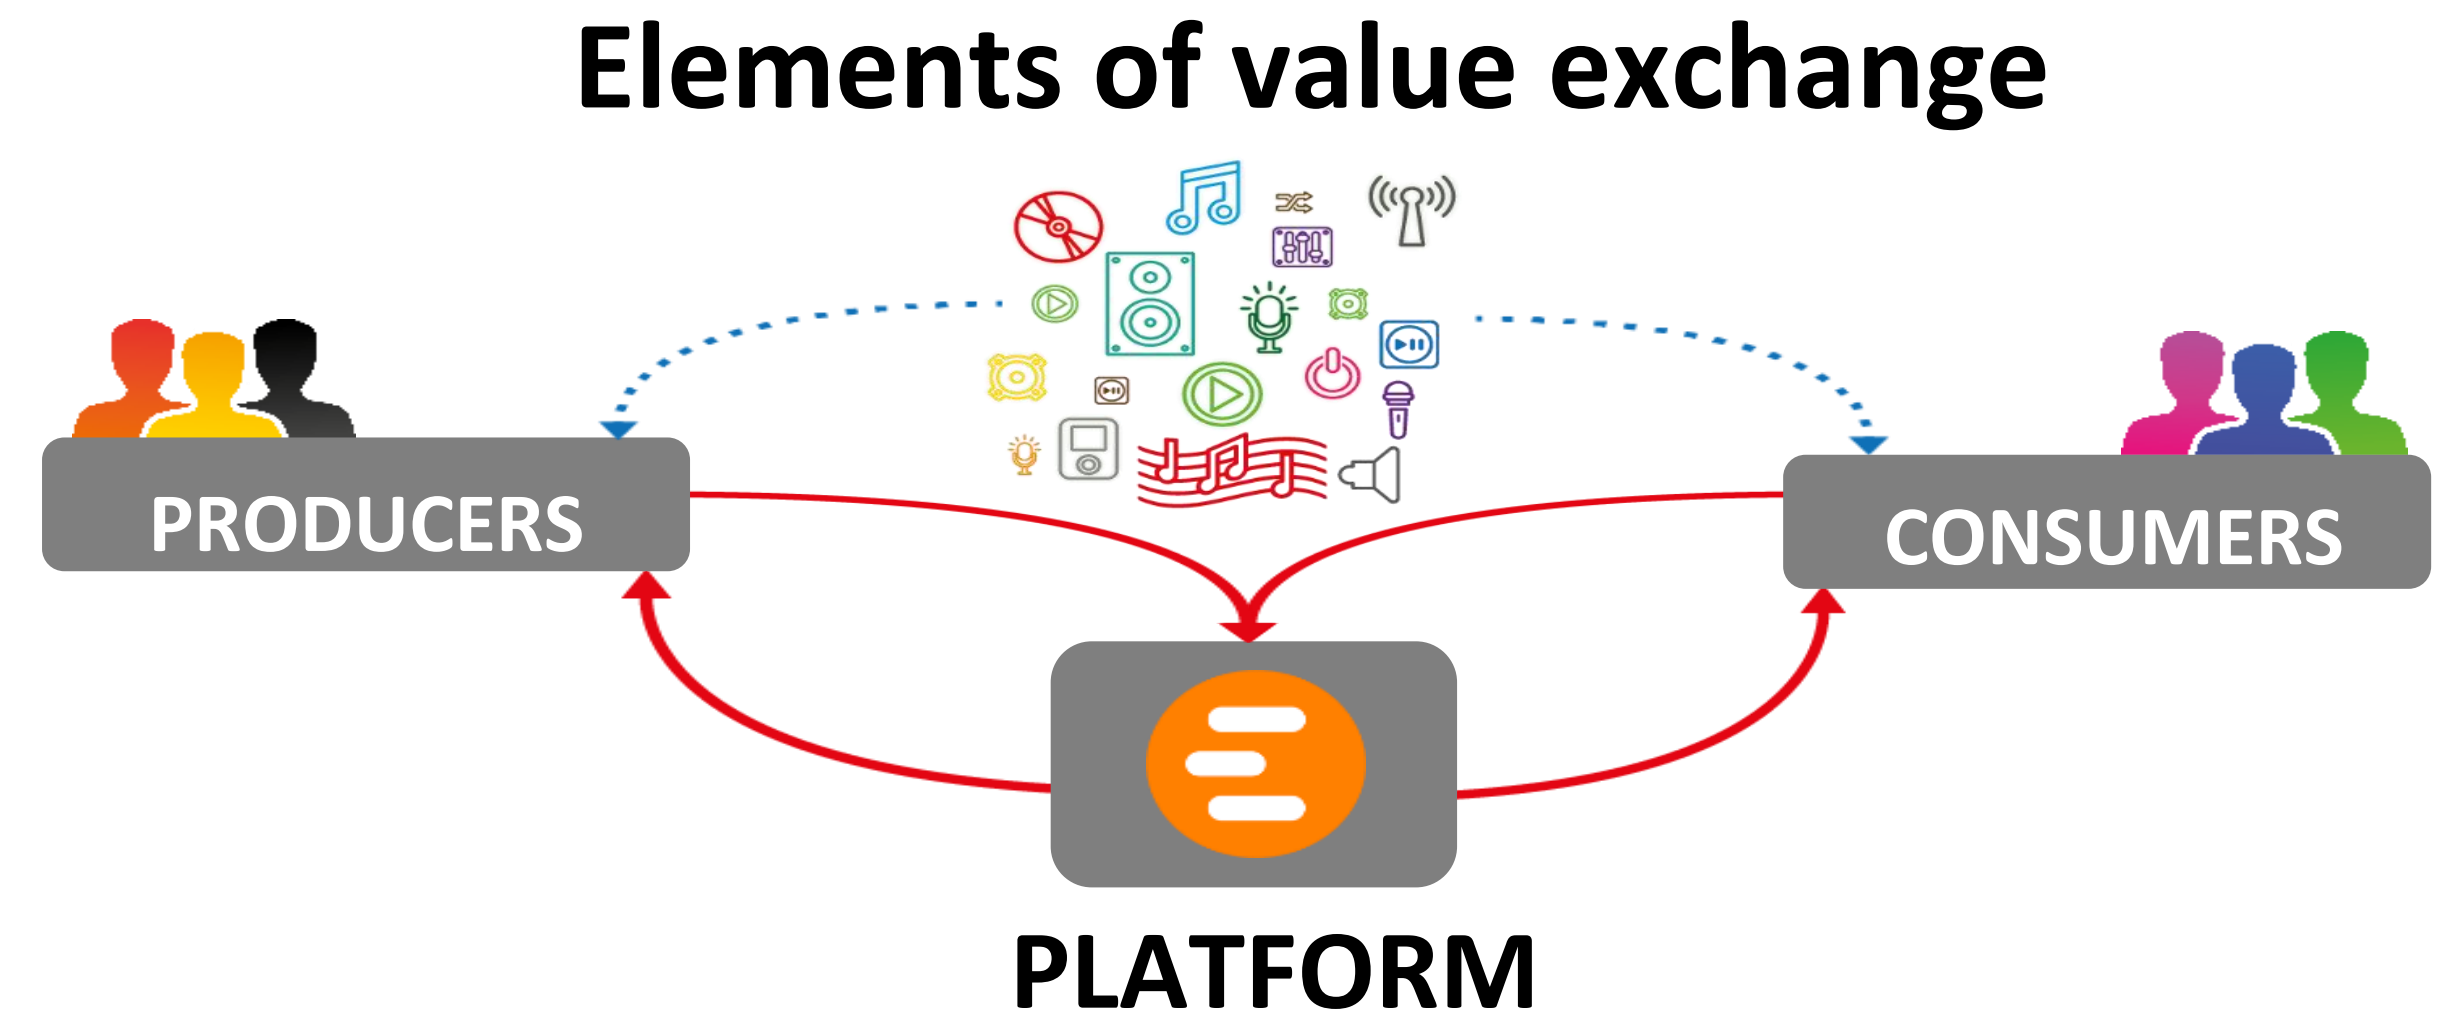 Elements of value exchange
PRODUCERS
CONSUMERS
PLATFORM